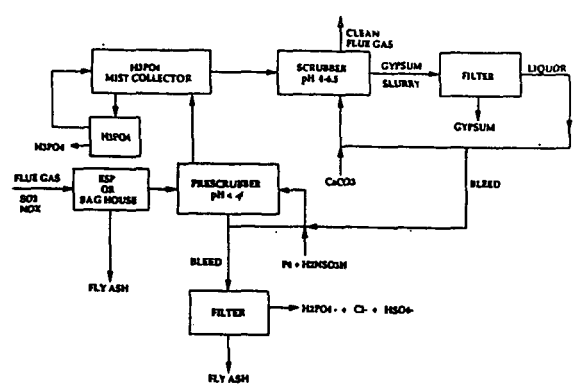 CLEAN
FLUE GAS
H3PO4
MIST COLLECTOR
SCRUBBER
pH 4-4.5
GYPSUM
SLURRY
FILTER
LIQUOR
H3PO4
H3PO4
GYPSUM
FLUE GAS
SO2
NOX
ESP
OR
BAG HOUSE
PRESCRUBBER
pH <
CaCO3
BLEED
BLEED
P4 + H2NSO3H
FLY ASH
FILTER
H2PO4- + Cl- + HSO4-
FLY ASH